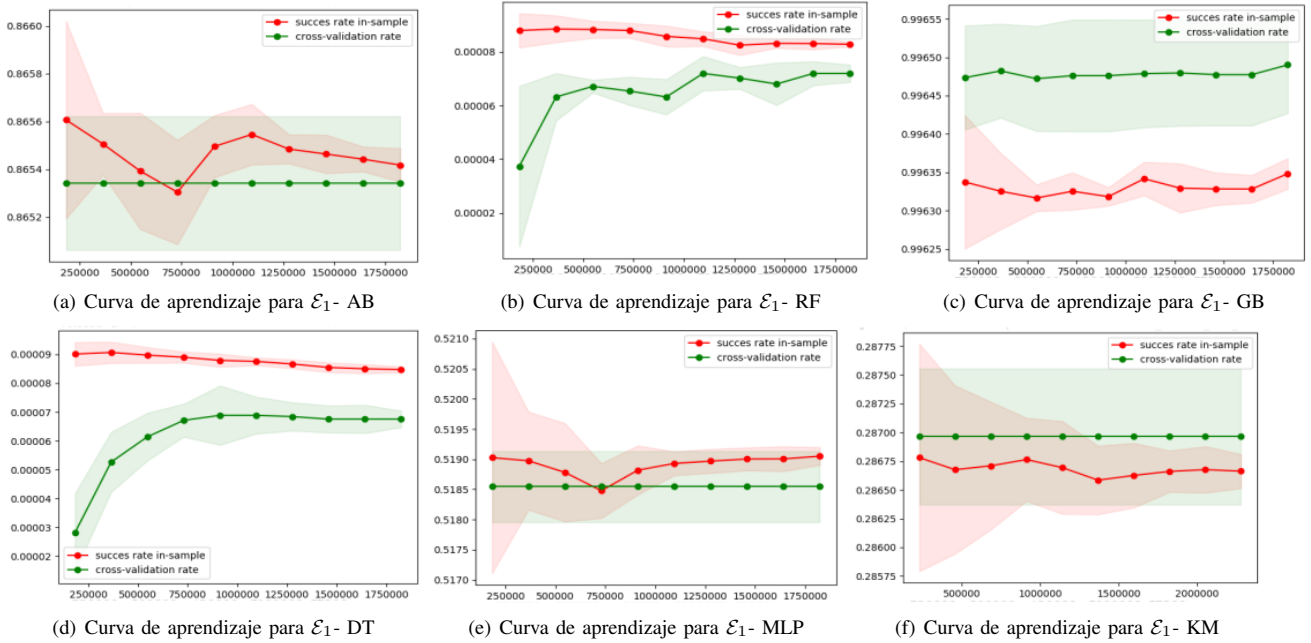 0.8660
0.8658
0.8656
0.8654
0.8652
succes rate in-sample
cross-validation rate
250000 500000 750000 1000000 1250000 1500000 1750000
(a) Curva de aprendizaje para ℰ₁- AB
0.00008
0.00006
0.00004
0.00002
succes rate in-sample
cross-validation rate
250000 500000 750000 1000000 1250000 1500000 1750000
(b) Curva de aprendizaje para ℰ₁- RF
0.99655
0.99650
0.99645
0.99640
0.99635
0.99630
0.99625
succes rate in-sample
cross-validation rate
250000 500000 750000 1000000 1250000 1500000 1750000
(c) Curva de aprendizaje para ℰ₁- GB
0.00009
0.00008
0.00007
0.00006
0.00005
0.00004
0.00003
0.00002
succes rate in-sample
cross-validation rate
250000 500000 750000 1000000 1250000 1500000 1750000
(d) Curva de aprendizaje para ℰ₁- DT
0.5210
0.5205
0.5200
0.5195
0.5190
0.5185
0.5180
0.5175
0.5170
succes rate in-sample
cross-validation rate
250000 500000 750000 1000000 1250000 1500000 1750000
(e) Curva de aprendizaje para ℰ₁- MLP
0.28775
0.28750
0.28725
0.28700
0.28675
0.28650
0.28625
0.28600
0.28575
succes rate in-sample
cross-validation rate
500000 1000000 1500000 2000000
(f) Curva de aprendizaje para ℰ₁- KM